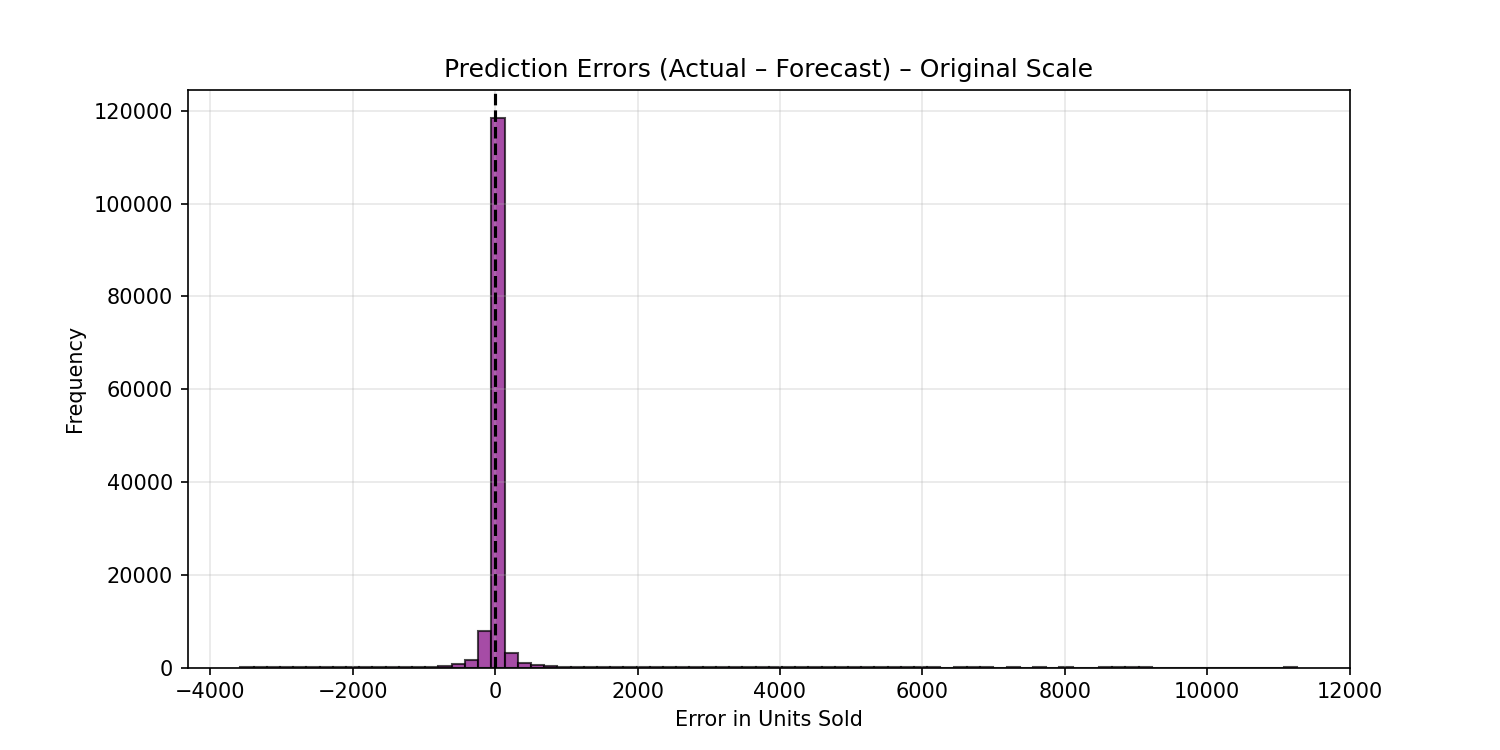 Prediction Errors (Actual – Forecast) – Original Scale
120000
100000
80000
60000
40000
20000
0
Frequency
−4000 −2000 0 2000 4000 6000 8000 10000 12000
Error in Units Sold